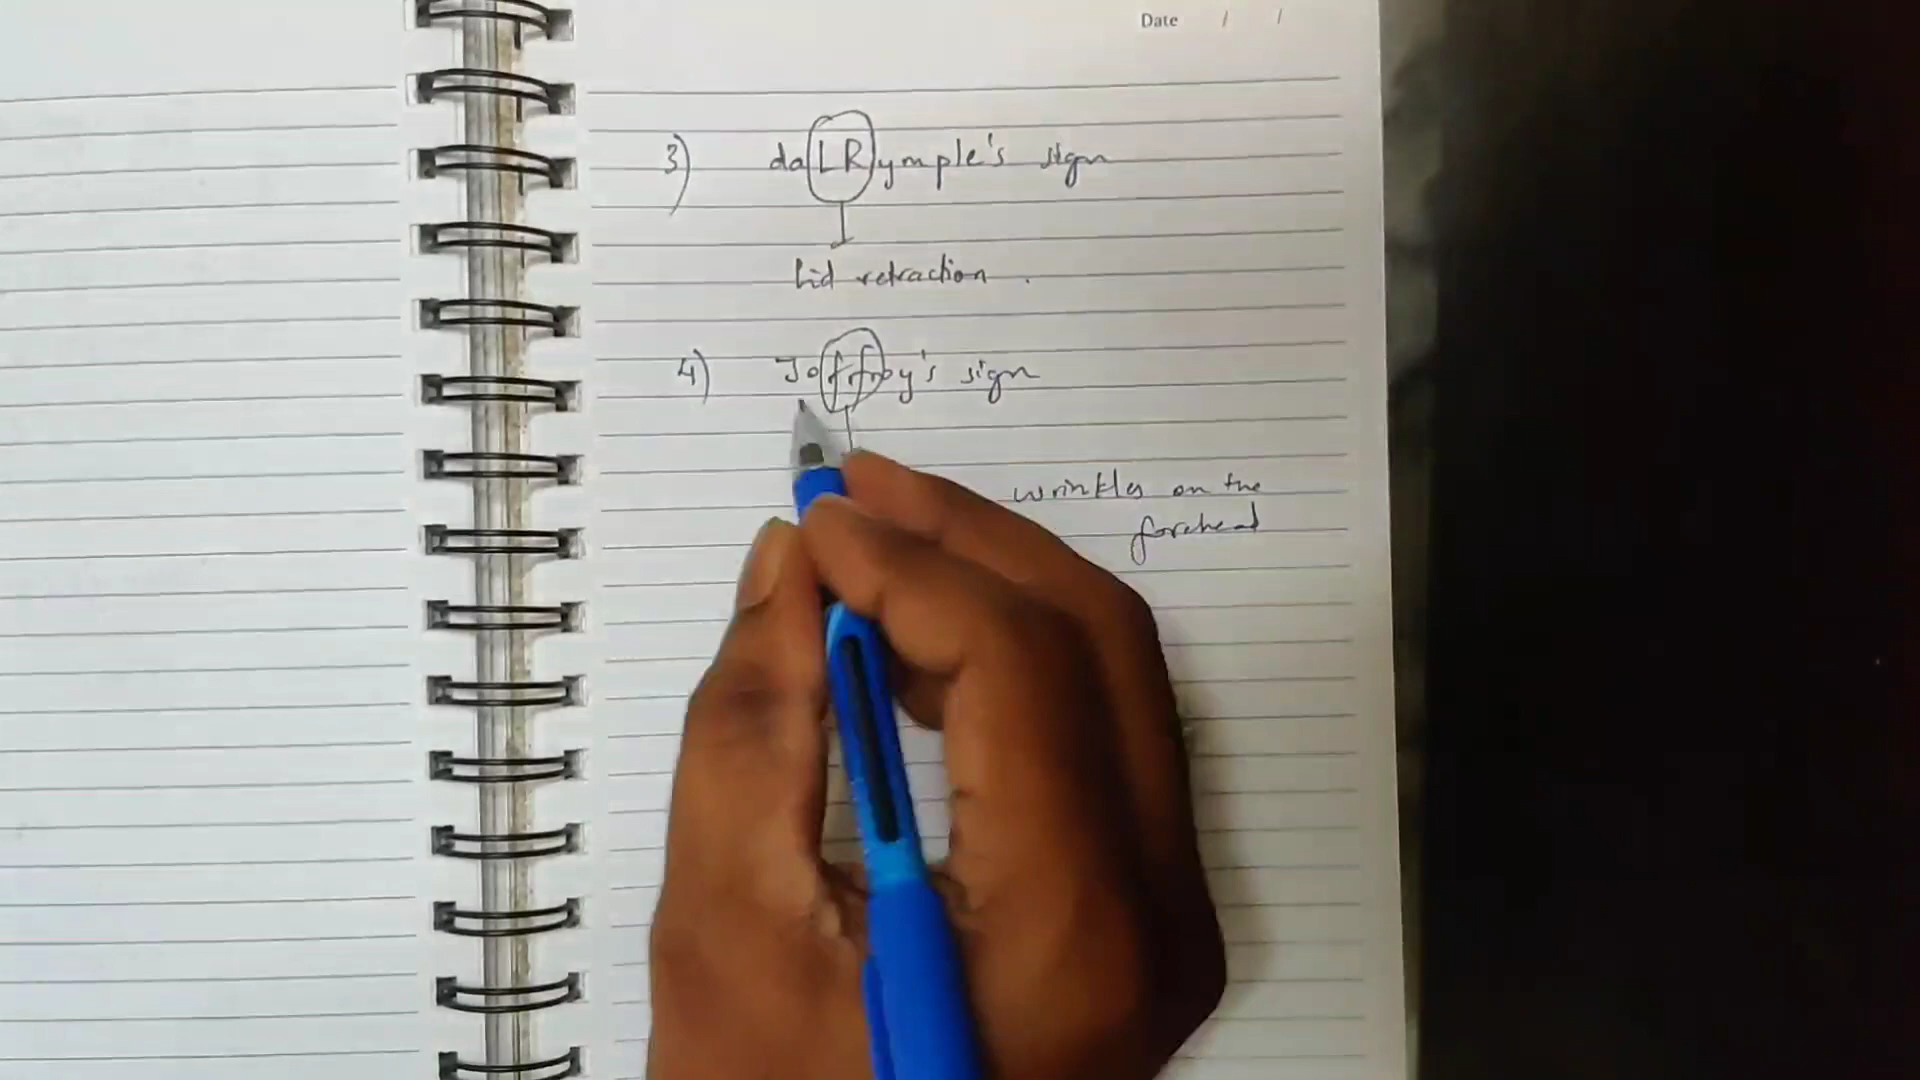 Date / /
3) daLRymple's sign
Lid retraction .
4) Joffroy's sign
wrinkles on the
forehead